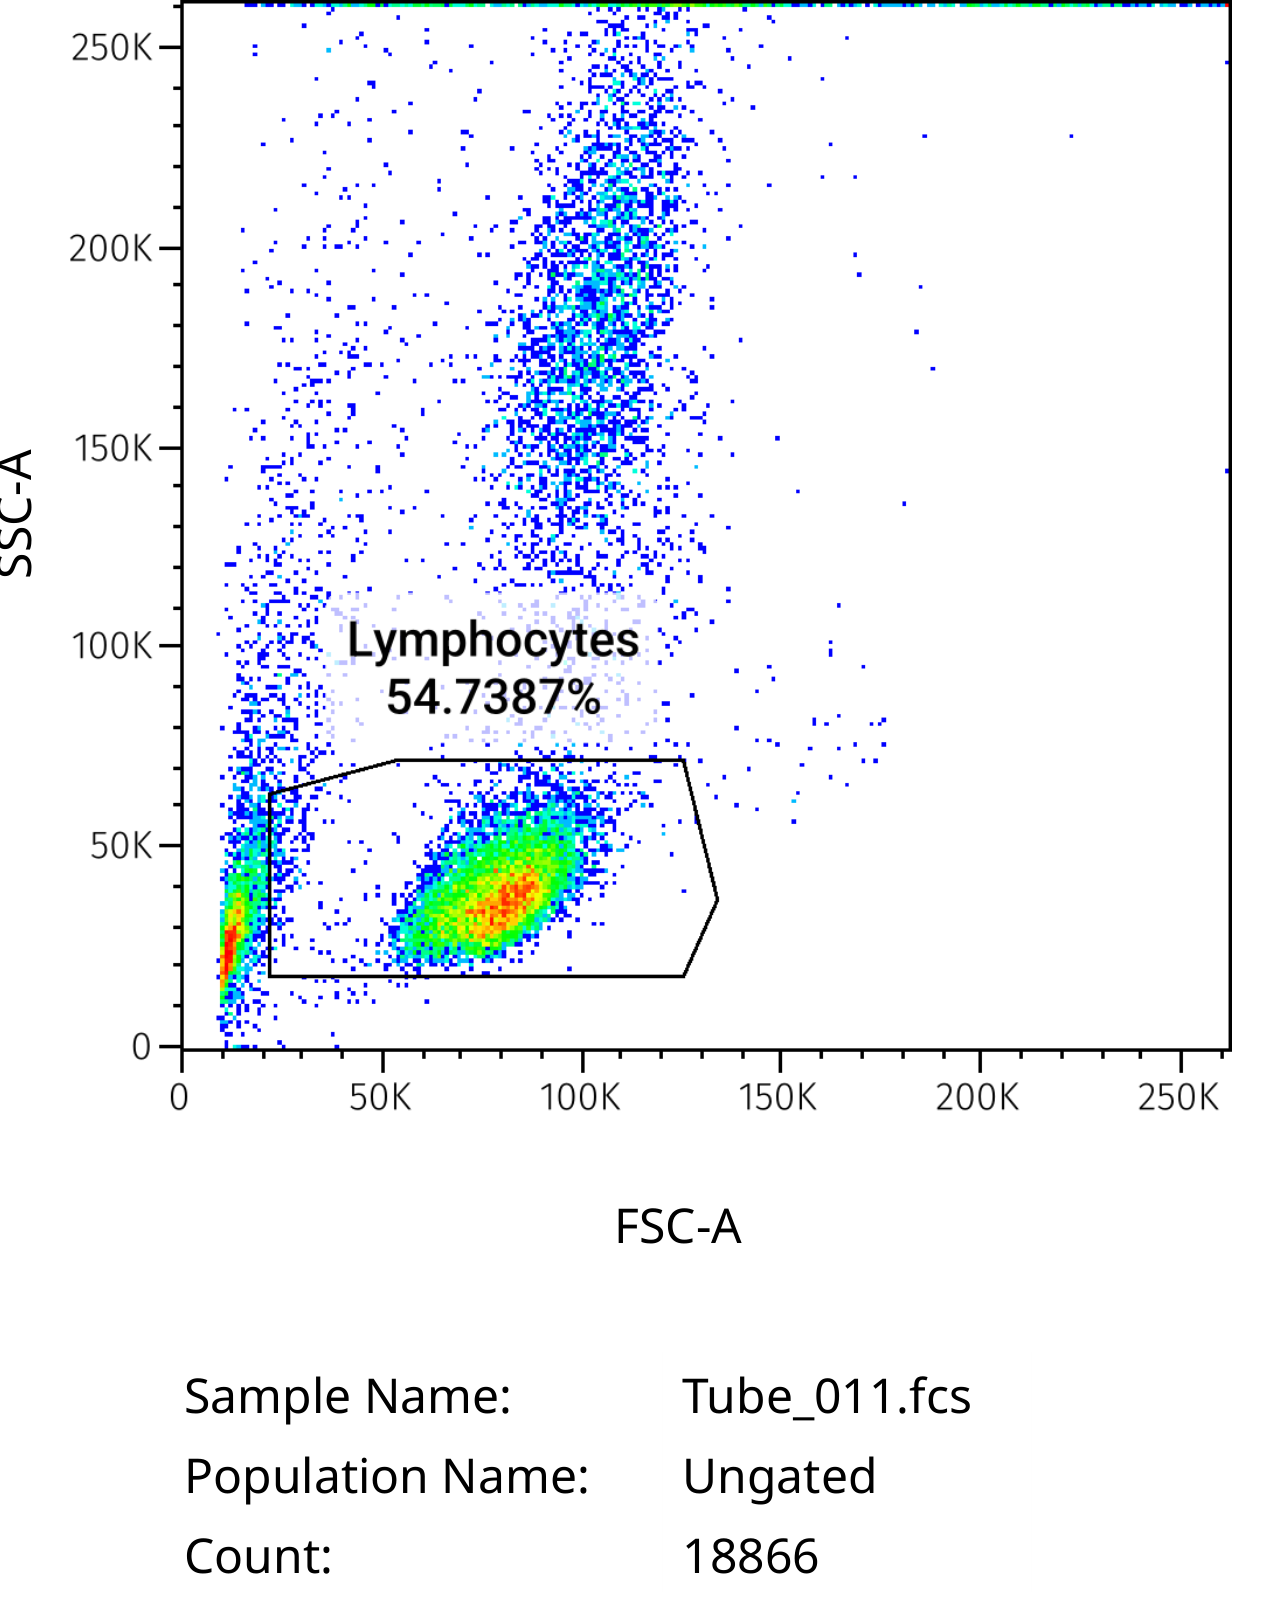 250K
200K
150K
100K
50K
0
SSC-A
Lymphocytes
54.7387%
0 50K 100K 150K 200K 250K
FSC-A
Sample Name: Tube_011.fcs
Population Name: Ungated
Count: 18866